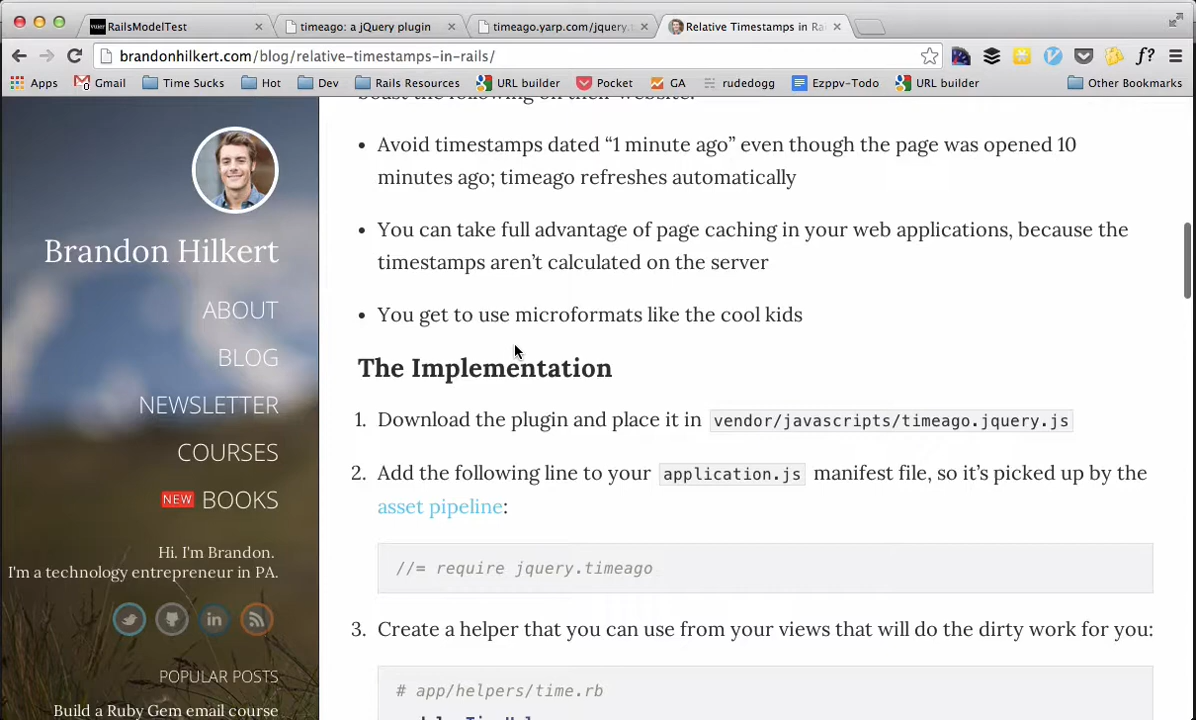 RailsModelTest
timeago: a jQuery plugin
timeago.yarp.com/jquery.t
Relative Timestamps in Ra
brandonhilkert.com/blog/relative-timestamps-in-rails/
Apps Gmail Time Sucks Hot Dev Rails Resources URL builder Pocket GA rudedogg Ezppv-Todo URL builder Other Bookmarks
Brandon Hilkert
ABOUT
BLOG
NEWSLETTER
COURSES
NEW BOOKS
Hi. I'm Brandon.
I'm a technology entrepreneur in PA.
POPULAR POSTS
Build a Ruby Gem email course
boast the following on their website:
• Avoid timestamps dated “1 minute ago” even though the page was opened 10
minutes ago; timeago refreshes automatically
• You can take full advantage of page caching in your web applications, because the
timestamps aren’t calculated on the server
• You get to use microformats like the cool kids
The Implementation
1. Download the plugin and place it in vendor/javascripts/timeago.jquery.js
2. Add the following line to your application.js manifest file, so it’s picked up by the
asset pipeline:
//= require jquery.timeago
3. Create a helper that you can use from your views that will do the dirty work for you:
# app/helpers/time.rb